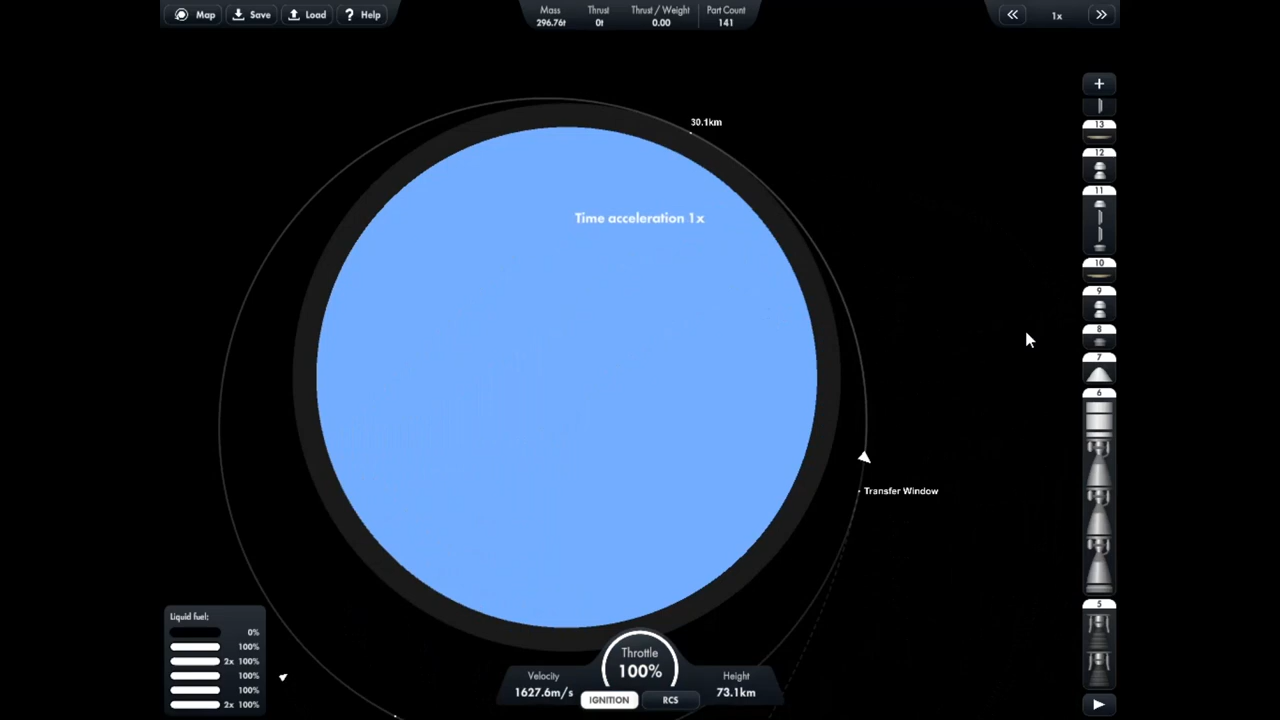 Map
Save
Load
Help
Mass
296.76t
Thrust
0t
Thrust / Weight
0.00
Part Count
141
1x
30.1km
Time acceleration 1x
Transfer Window
13
12
11
10
9
8
7
6
5
Liquid fuel:
0%
100%
2x 100%
100%
100%
2x 100%
Throttle
100%
Velocity
1627.6m/s
Height
73.1km
IGNITION
RCS